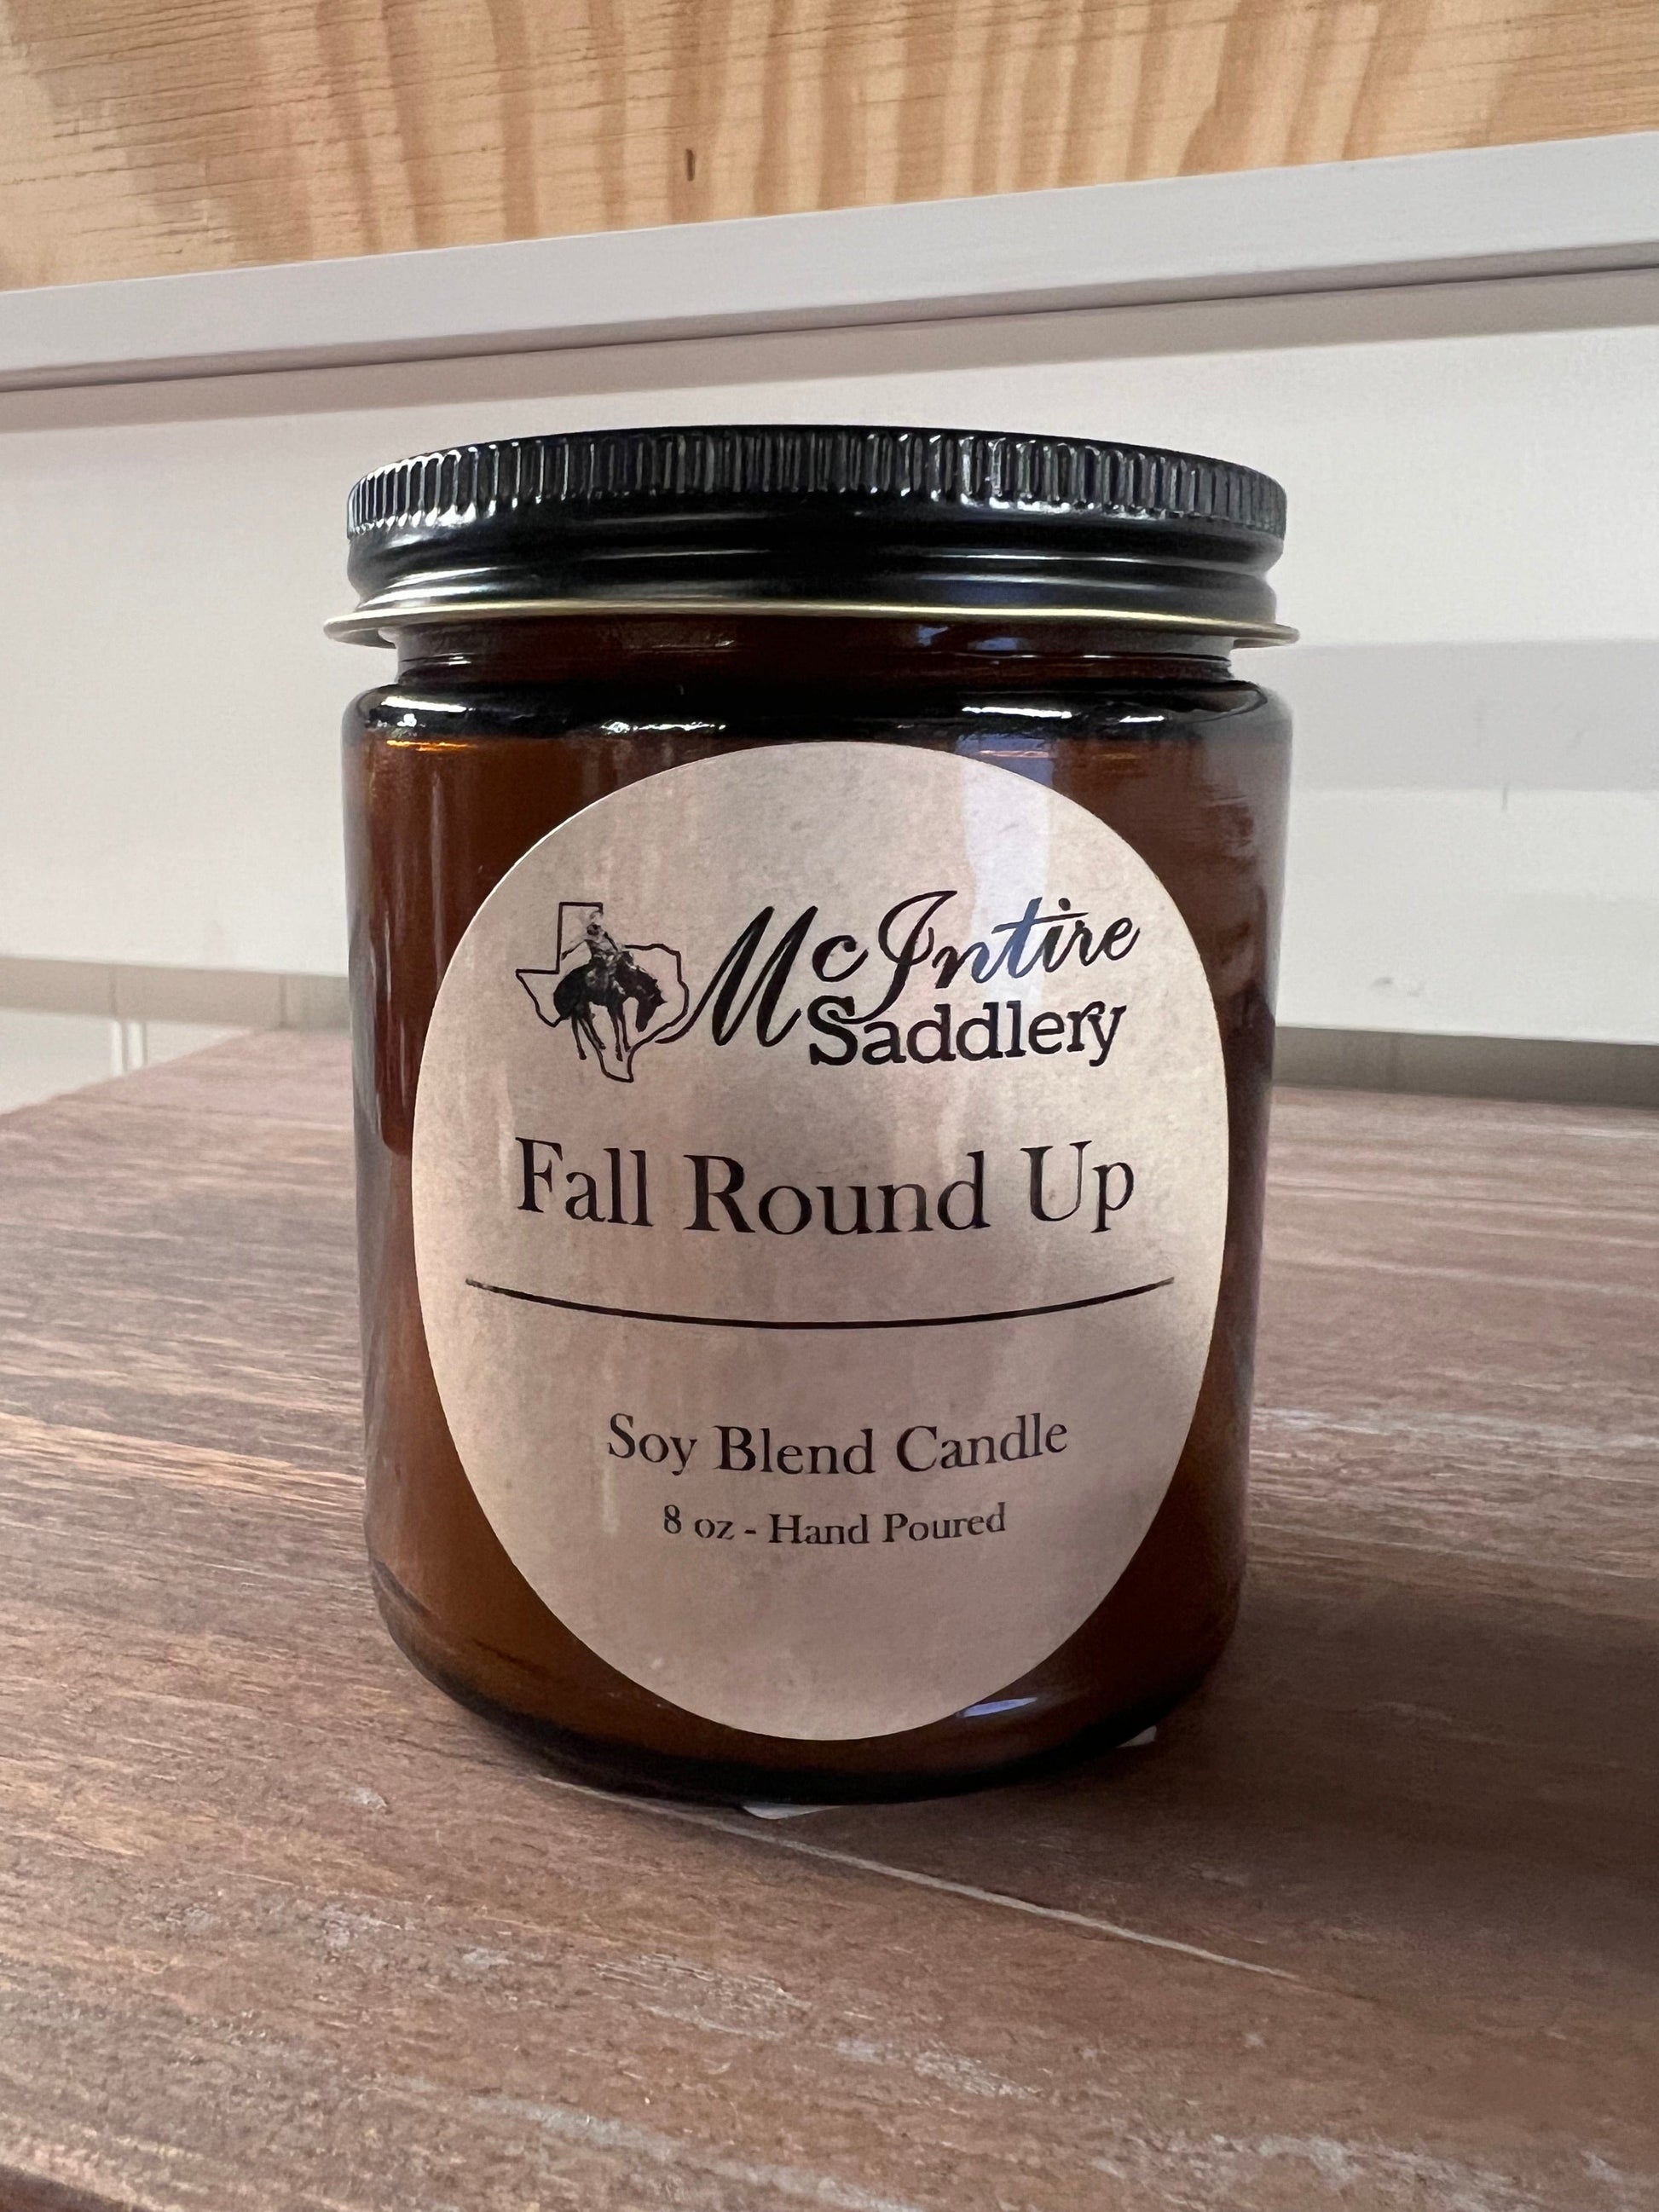 McIntire
Saddlery
Fall Round Up
Soy Blend Candle
8 oz - Hand Poured